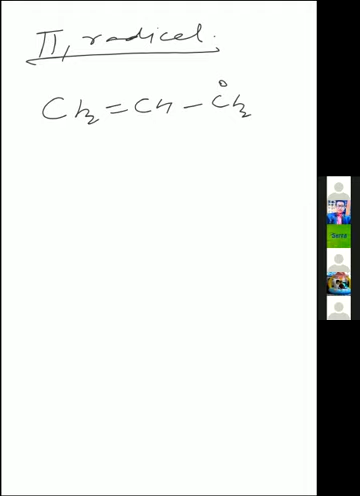 π, radical.
CH₂ = CH - ĊH₂